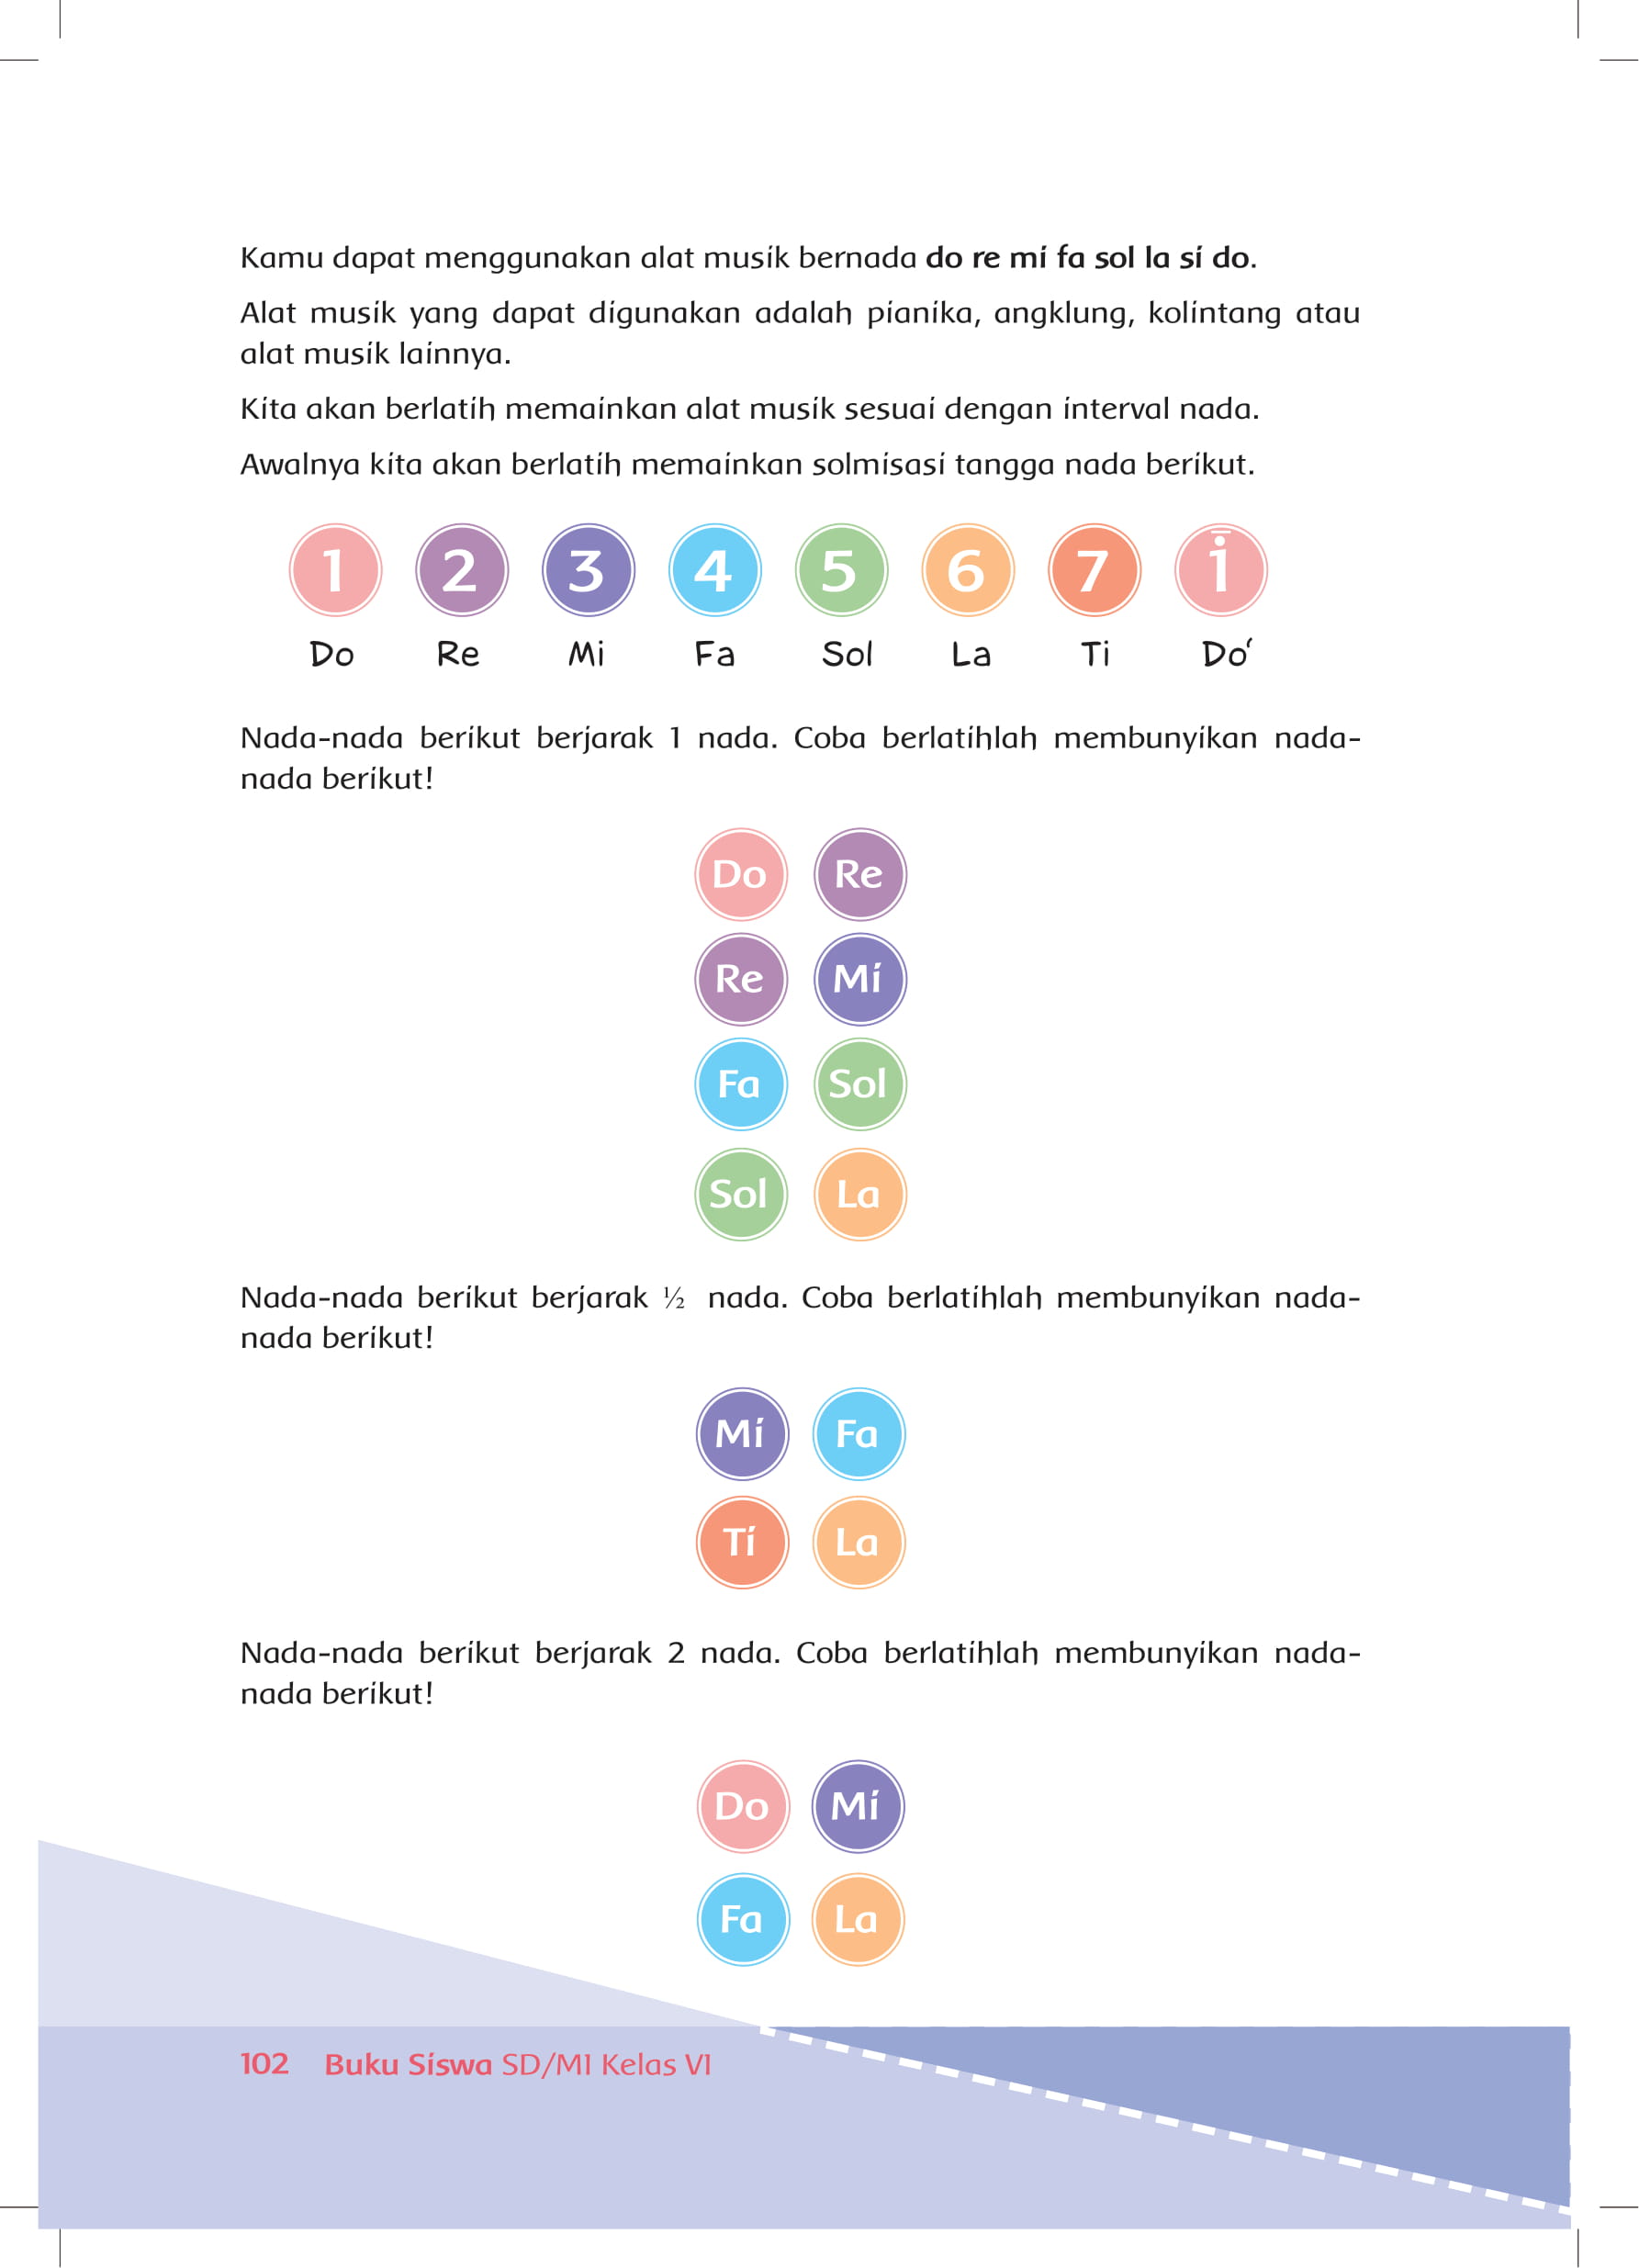 Kamu dapat menggunakan alat musik bernada do re mi fa sol la si do.
Alat musik yang dapat digunakan adalah pianika, angklung, kolintang atau
alat musik lainnya.
Kita akan berlatih memainkan alat musik sesuai dengan interval nada.
Awalnya kita akan berlatih memainkan solmisasi tangga nada berikut.
1 2 3 4 5 6 7 i̇̅
Do Re Mi Fa Sol La Ti Do‘
Nada-nada berikut berjarak 1 nada. Coba berlatihlah membunyikan nada-
nada berikut!
Do Re
Re Mi
Fa Sol
Sol La
Nada-nada berikut berjarak ½ nada. Coba berlatihlah membunyikan nada-
nada berikut!
Mi Fa
Ti La
Nada-nada berikut berjarak 2 nada. Coba berlatihlah membunyikan nada-
nada berikut!
Do Mi
Fa La
102 Buku Siswa SD/MI Kelas VI